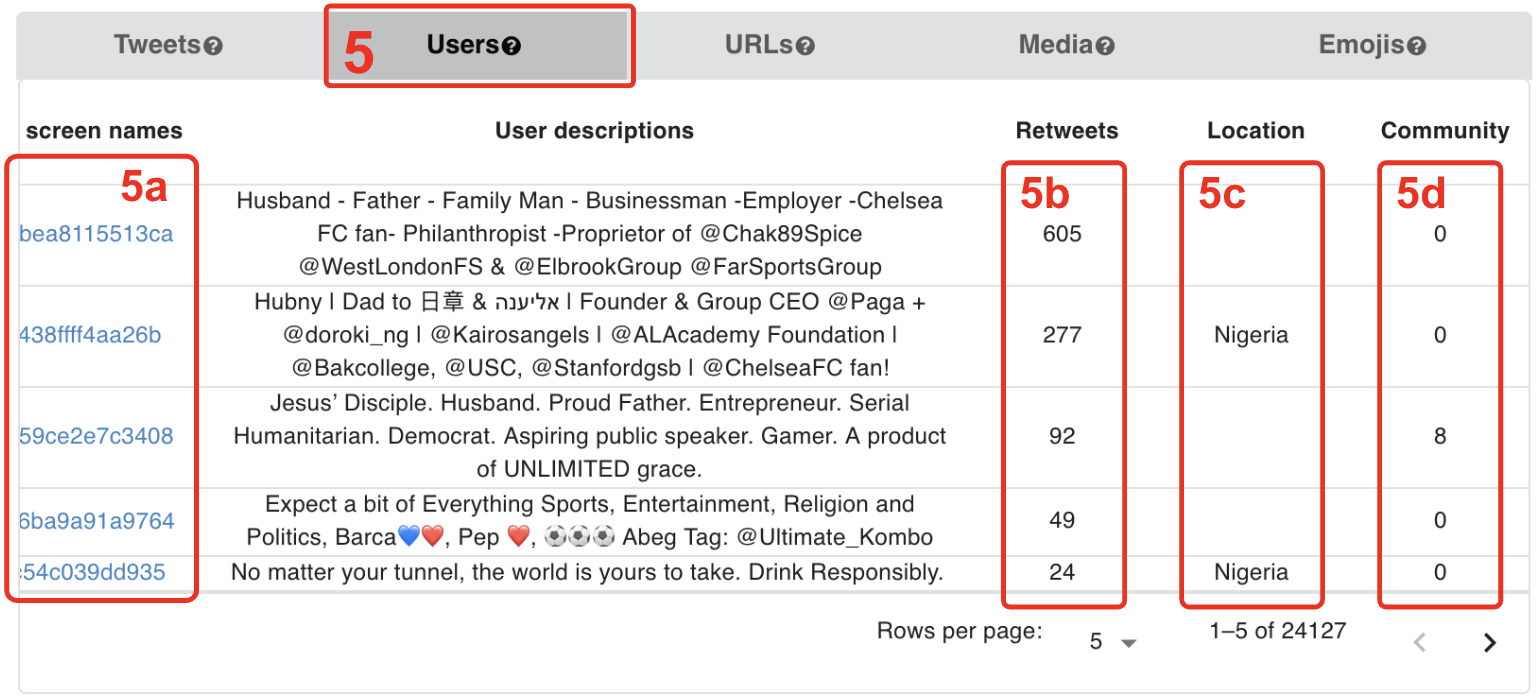 Tweets 5 Users URLs Media Emojis
screen names User descriptions Retweets Location Community
5a 5b 5c 5d
Husband - Father - Family Man - Businessman -Employer -Chelsea
bea8115513ca FC fan- Philanthropist -Proprietor of @Chak89Spice 605 0
@WestLondonFS & @ElbrookGroup @FarSportsGroup
Hubny | Dad to 日章 & אליענה | Founder & Group CEO @Paga +
438ffff4aa26b @doroki_ng | @Kairosangels | @ALAcademy Foundation | 277 Nigeria 0
@Bakcollege, @USC, @Stanfordgsb | @ChelseaFC fan!
Jesus’ Disciple. Husband. Proud Father. Entrepreneur. Serial
59ce2e7c3408 Humanitarian. Democrat. Aspiring public speaker. Gamer. A product 92 8
of UNLIMITED grace.
Expect a bit of Everything Sports, Entertainment, Religion and
6ba9a91a9764 49 0
Politics, Barca💙❤️, Pep ❤️, ⚽⚽⚽ Abeg Tag: @Ultimate_Kombo
54c039dd935 No matter your tunnel, the world is yours to take. Drink Responsibly. 24 Nigeria 0
Rows per page: 5 1–5 of 24127